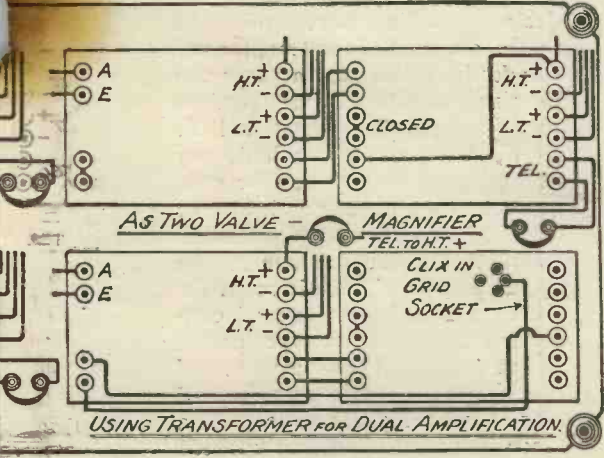 A
E
H.T. +
-
L.T. +
-
CLOSED
H.T. +
-
L.T. +
-
TEL.
AS TWO VALVE - MAGNIFIER
TEL. TO H.T. +
A
E
H.T. +
-
L.T. +
-
CLIX IN
GRID
SOCKET
USING TRANSFORMER FOR DUAL AMPLIFICATION.